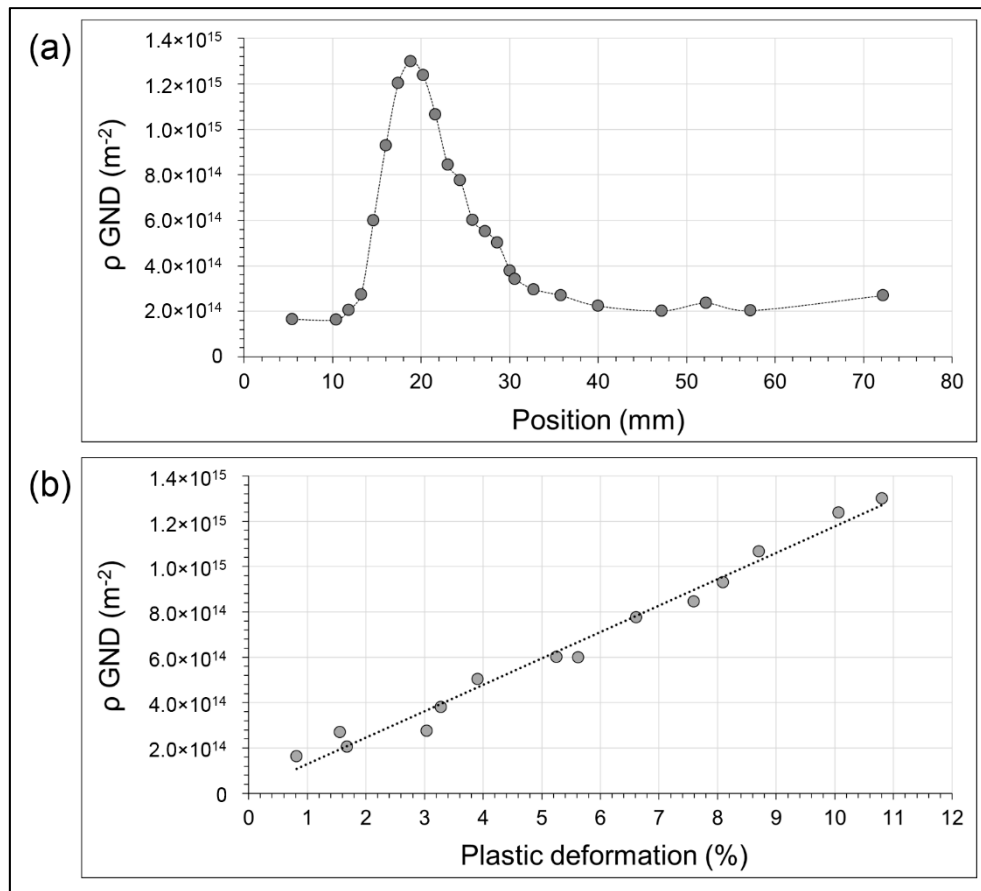 (a)
1.4×10¹⁵
1.2×10¹⁵
1.0×10¹⁵
8.0×10¹⁴
6.0×10¹⁴
4.0×10¹⁴
2.0×10¹⁴
0
ρ GND (m⁻²)
0 10 20 30 40 50 60 70 80
Position (mm)
(b)
1.4×10¹⁵
1.2×10¹⁵
1.0×10¹⁵
8.0×10¹⁴
6.0×10¹⁴
4.0×10¹⁴
2.0×10¹⁴
0
ρ GND (m⁻²)
0 1 2 3 4 5 6 7 8 9 10 11 12
Plastic deformation (%)